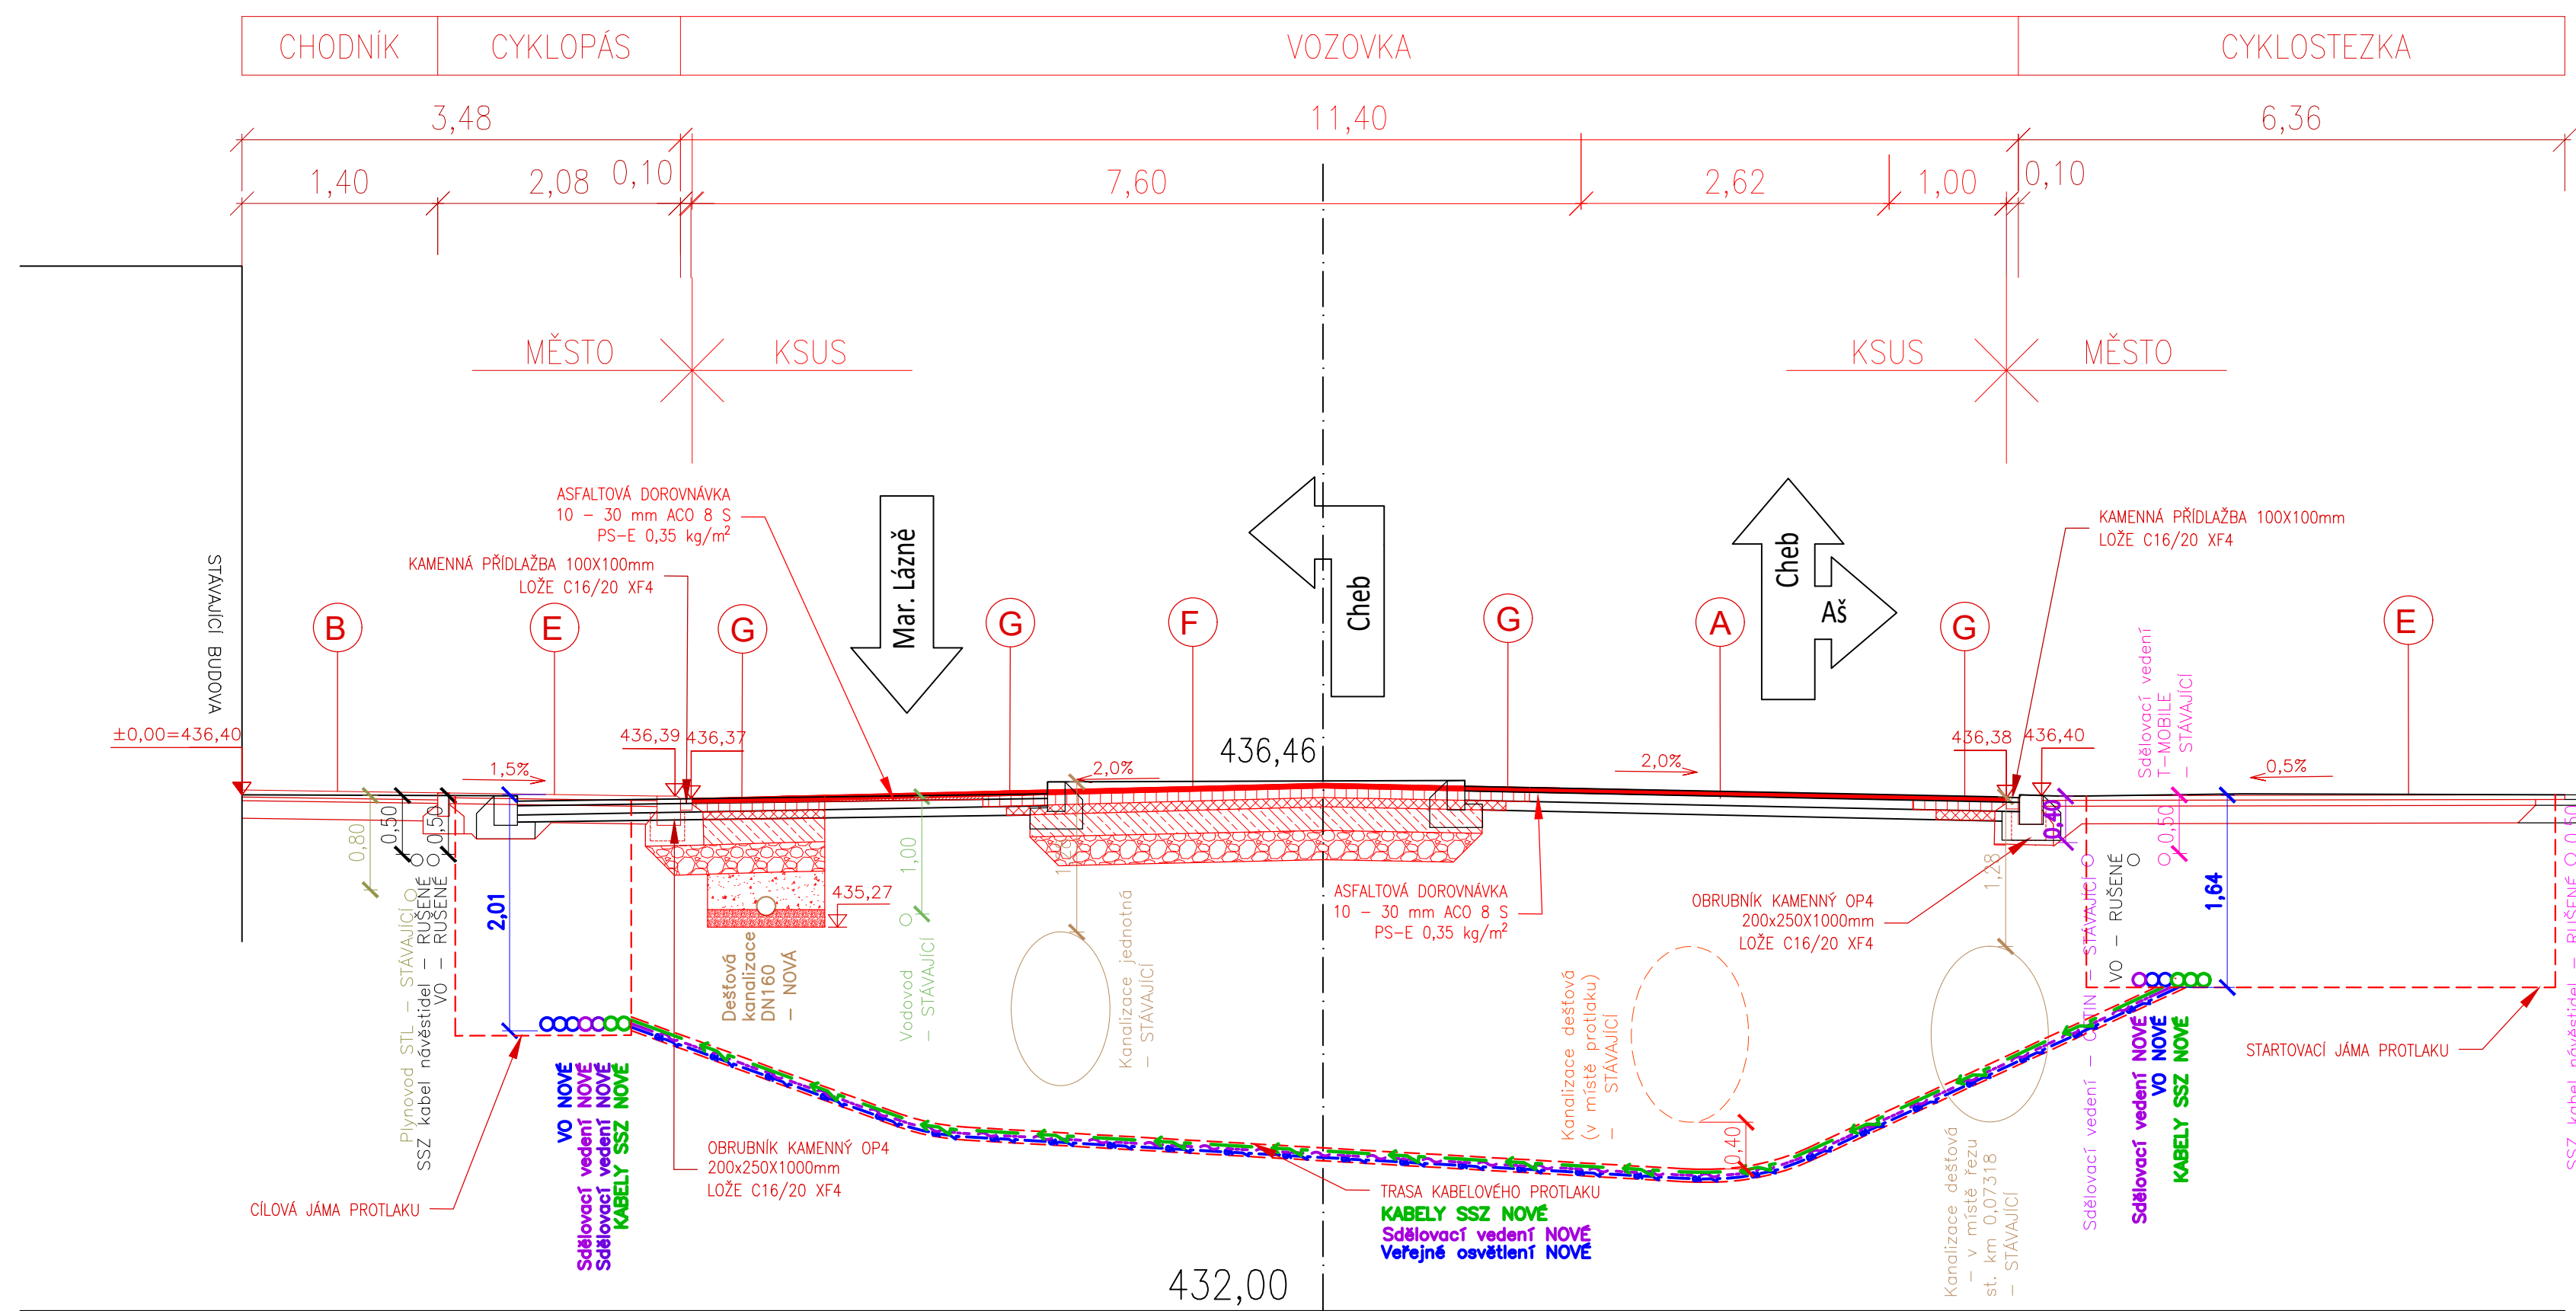 CHODNÍK
CYKLOPÁS
VOZOVKA
CYKLOSTEZKA
3,48
11,40
6,36
1,40
2,08
0,10
7,60
2,62
1,00
0,10
MĚSTO
KSUS
KSUS
MĚSTO
ASFALTOVÁ DOROVNÁVKA
10 – 30 mm ACO 8 S
PS–E 0,35 kg/m²
KAMENNÁ PŘÍDLAŽBA 100X100mm
LOŽE C16/20 XF4
KAMENNÁ PŘÍDLAŽBA 100X100mm
LOŽE C16/20 XF4
STÁVAJÍCÍ BUDOVA
Mar. Lázně
Cheb
Cheb
Aš
B
E
G
G
F
G
A
G
E
Sdělovací vedení
T–MOBILE
– STÁVAJÍCÍ
±0,00=436,40
436,39
436,37
436,46
436,38
436,40
1,5%
2,0%
2,0%
0,5%
0,80
0,50
0,50
2,01
1,00
435,27
1,28
0,40
0,50
1,64
0,50
Plynovod STL – STÁVAJÍCÍ
SSZ kabel návěstidel – RUŠENÉ
VO – RUŠENÉ
Dešťová
kanalizace
DN160
– NOVÁ
Vodovod
– STÁVAJÍCÍ
Kanalizace jednotná
– STÁVAJÍCÍ
ASFALTOVÁ DOROVNÁVKA
10 – 30 mm ACO 8 S
PS–E 0,35 kg/m²
OBRUBNÍK KAMENNÝ OP4
200x250X1000mm
LOŽE C16/20 XF4
Kanalizace dešťová
(v místě protlaku)
– STÁVAJÍCÍ
0,40
Kanalizace dešťová
– v místě řezu
st. km 0,07318
– STÁVAJÍCÍ
Sdělovací vedení – CETIN – STÁVAJÍCÍ
VO – RUŠENÉ
SSZ kabel návěstidel – RUŠENÉ
VO NOVÉ
Sdělovací vedení NOVÉ
Sdělovací vedení NOVÉ
KABELY SSZ NOVÉ
Sdělovací vedení NOVÉ
VO NOVÉ
KABELY SSZ NOVÉ
STARTOVACÍ JÁMA PROTLAKU
CÍLOVÁ JÁMA PROTLAKU
OBRUBNÍK KAMENNÝ OP4
200x250X1000mm
LOŽE C16/20 XF4
TRASA KABELOVÉHO PROTLAKU
KABELY SSZ NOVÉ
Sdělovací vedení NOVÉ
Veřejné osvětlení NOVÉ
432,00